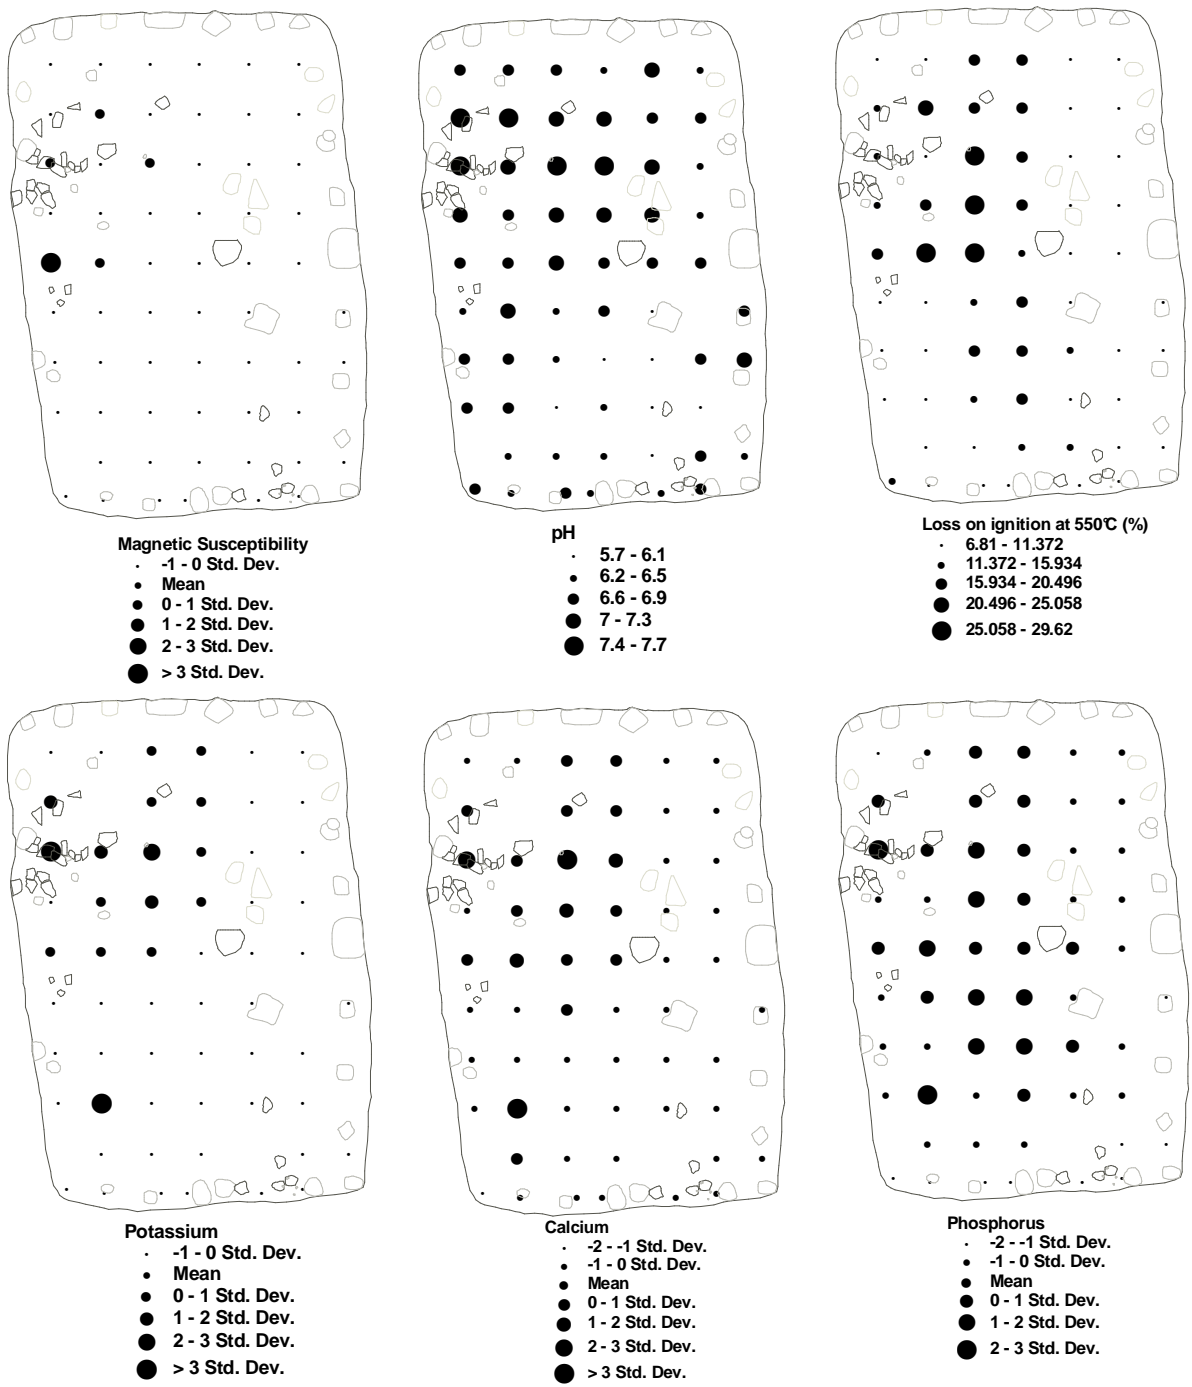 Magnetic Susceptibility
-1 - 0 Std. Dev.
Mean
0 - 1 Std. Dev.
1 - 2 Std. Dev.
2 - 3 Std. Dev.
> 3 Std. Dev.
pH
5.7 - 6.1
6.2 - 6.5
6.6 - 6.9
7 - 7.3
7.4 - 7.7
Loss on ignition at 550°C (%)
6.81 - 11.372
11.372 - 15.934
15.934 - 20.496
20.496 - 25.058
25.058 - 29.62
Potassium
-1 - 0 Std. Dev.
Mean
0 - 1 Std. Dev.
1 - 2 Std. Dev.
2 - 3 Std. Dev.
> 3 Std. Dev.
Calcium
-2 - -1 Std. Dev.
-1 - 0 Std. Dev.
Mean
0 - 1 Std. Dev.
1 - 2 Std. Dev.
2 - 3 Std. Dev.
> 3 Std. Dev.
Phosphorus
-2 - -1 Std. Dev.
-1 - 0 Std. Dev.
Mean
0 - 1 Std. Dev.
1 - 2 Std. Dev.
2 - 3 Std. Dev.